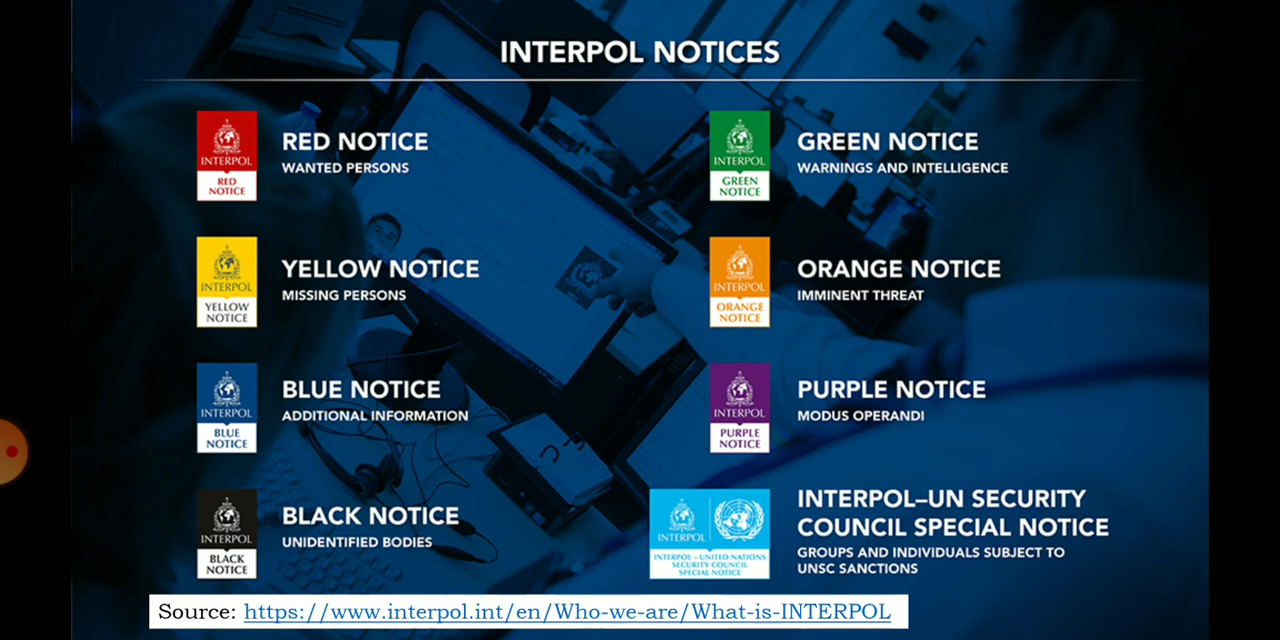 INTERPOL NOTICES
INTERPOL
RED
NOTICE
RED NOTICE
WANTED PERSONS
INTERPOL
GREEN
NOTICE
GREEN NOTICE
WARNINGS AND INTELLIGENCE
INTERPOL
YELLOW
NOTICE
YELLOW NOTICE
MISSING PERSONS
INTERPOL
ORANGE
NOTICE
ORANGE NOTICE
IMMINENT THREAT
INTERPOL
BLUE
NOTICE
BLUE NOTICE
ADDITIONAL INFORMATION
INTERPOL
PURPLE
NOTICE
PURPLE NOTICE
MODUS OPERANDI
INTERPOL
BLACK
NOTICE
BLACK NOTICE
UNIDENTIFIED BODIES
INTERPOL
INTERPOL – UNITED NATIONS
SECURITY COUNCIL
SPECIAL NOTICE
INTERPOL–UN SECURITY
COUNCIL SPECIAL NOTICE
GROUPS AND INDIVIDUALS SUBJECT TO
UNSC SANCTIONS
Source: https://www.interpol.int/en/Who-we-are/What-is-INTERPOL